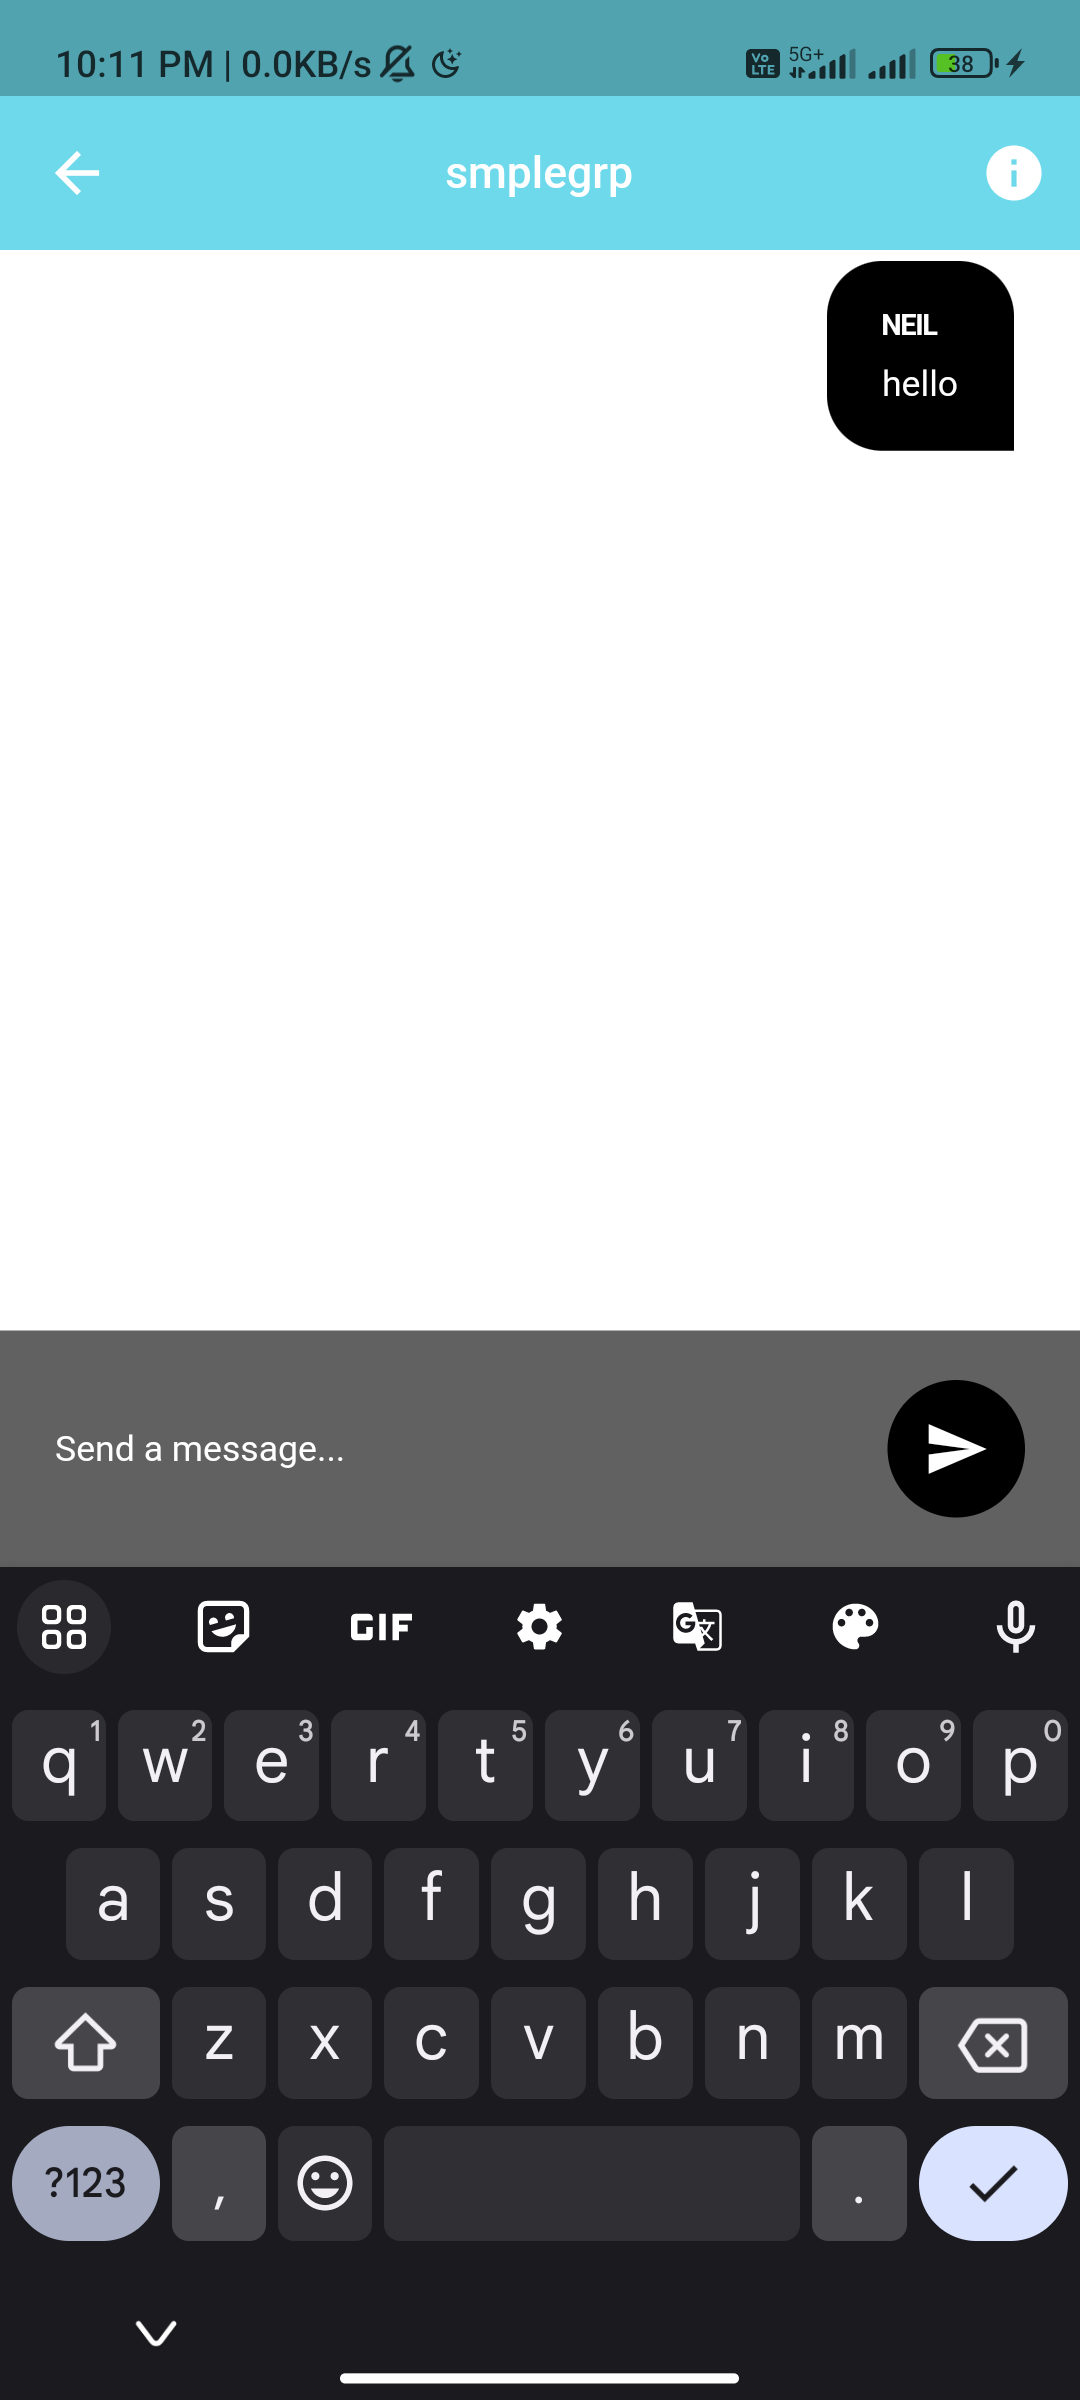 10:11 PM | 0.0KB/s Vo LTE 5G+ 38
smplegrp
NEIL
hello
Send a message...
GIF G 文
q 1 w 2 e 3 r 4 t 5 y 6 u 7 i 8 o 9 p 0
a s d f g h j k l
z x c v b n m
?123 , .